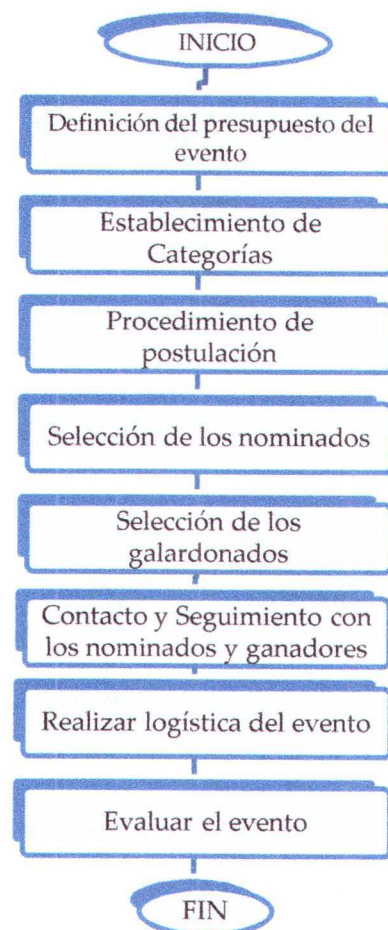 INICIO
Definición del presupuesto del
evento
Establecimiento de
Categorías
Procedimiento de
postulación
Selección de los nominados
Selección de los
galardonados
Contacto y Seguimiento con
los nominados y ganadores
Realizar logística del evento
Evaluar el evento
FIN